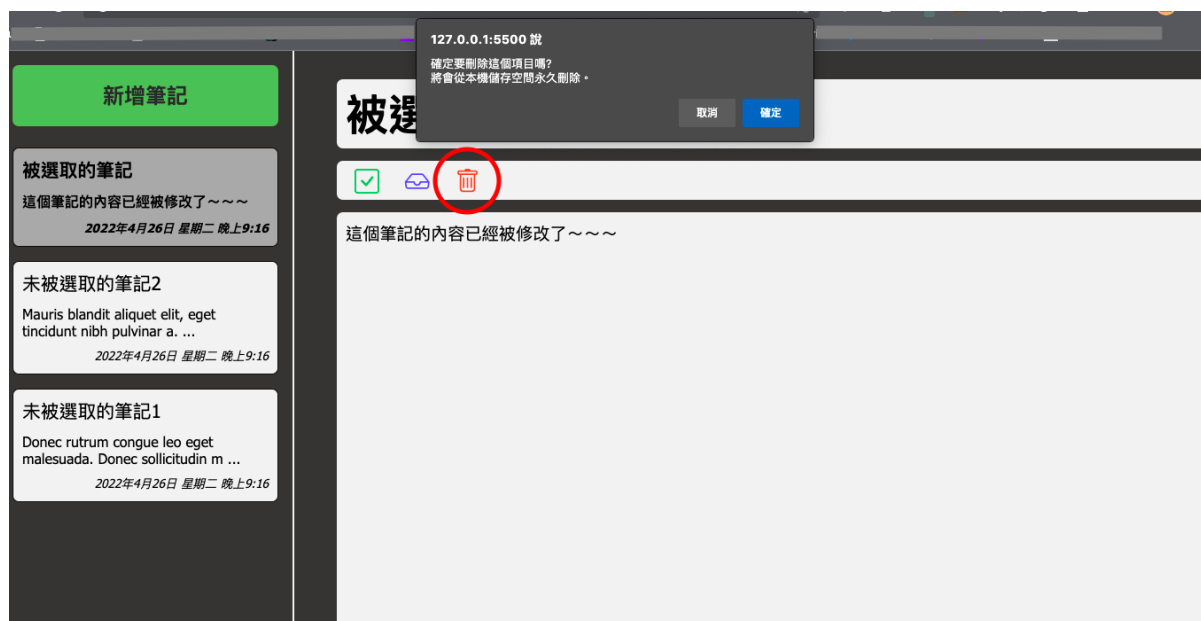 127.0.0.1:5500 說
確定要刪除這個項目嗎?
將會從本機儲存空間永久刪除。
取消
確定
新增筆記
被選取的筆記
這個筆記的內容已經被修改了～～～
2022年4月26日 星期二 晚上9:16
未被選取的筆記2
Mauris blandit aliquet elit, eget
tincidunt nibh pulvinar a. ...
2022年4月26日 星期二 晚上9:16
未被選取的筆記1
Donec rutrum congue leo eget
malesuada. Donec sollicitudin m ...
2022年4月26日 星期二 晚上9:16
被選
這個筆記的內容已經被修改了～～～